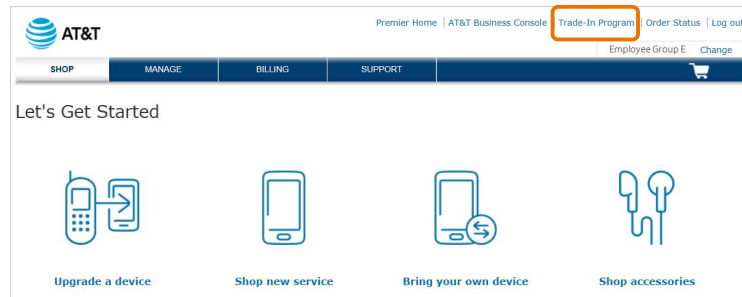 AT&T
Premier Home | AT&T Business Console | Trade-In Program | Order Status | Log out
Employee Group E Change
SHOP MANAGE BILLING SUPPORT
Let's Get Started
Upgrade a device Shop new service Bring your own device Shop accessories